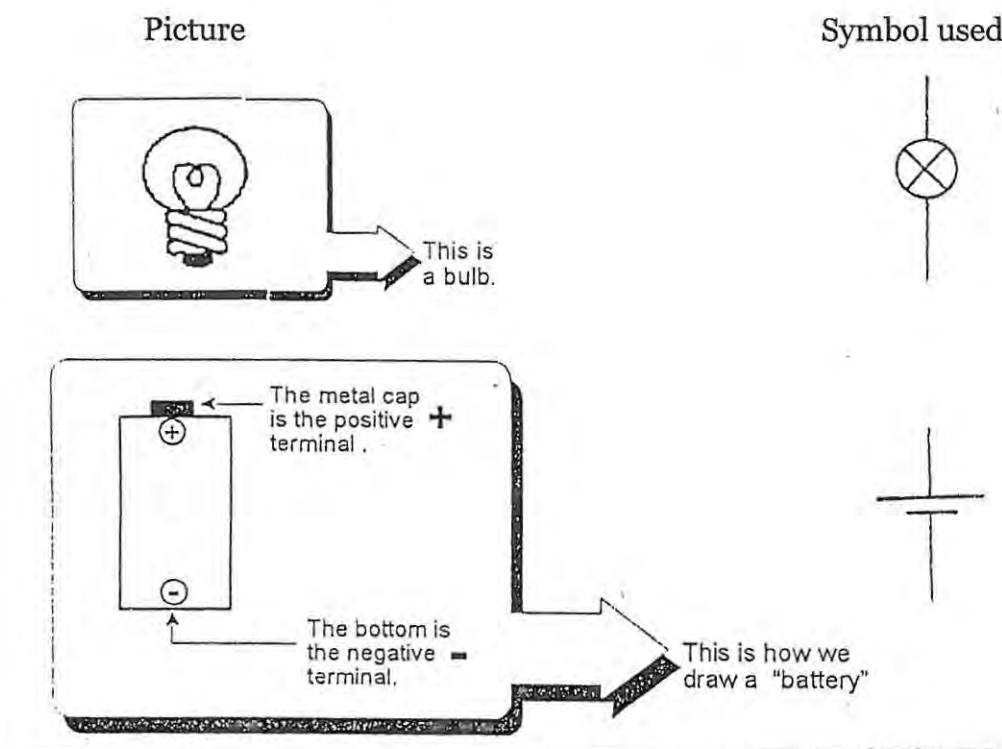 Picture
Symbol used
This is
a bulb.
The metal cap
is the positive +
terminal .
+
-
The bottom is
the negative -
terminal.
This is how we
draw a "battery"